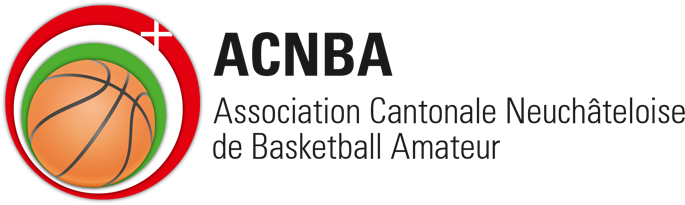 ACNBA
Association Cantonale Neuchâteloise
de Basketball Amateur